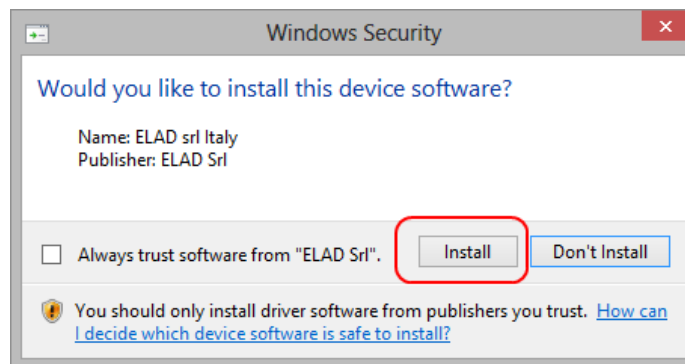 Windows Security
Would you like to install this device software?
Name: ELAD srl Italy
Publisher: ELAD Srl
Always trust software from "ELAD Srl".
Install
Don't Install
You should only install driver software from publishers you trust. How can
I decide which device software is safe to install?